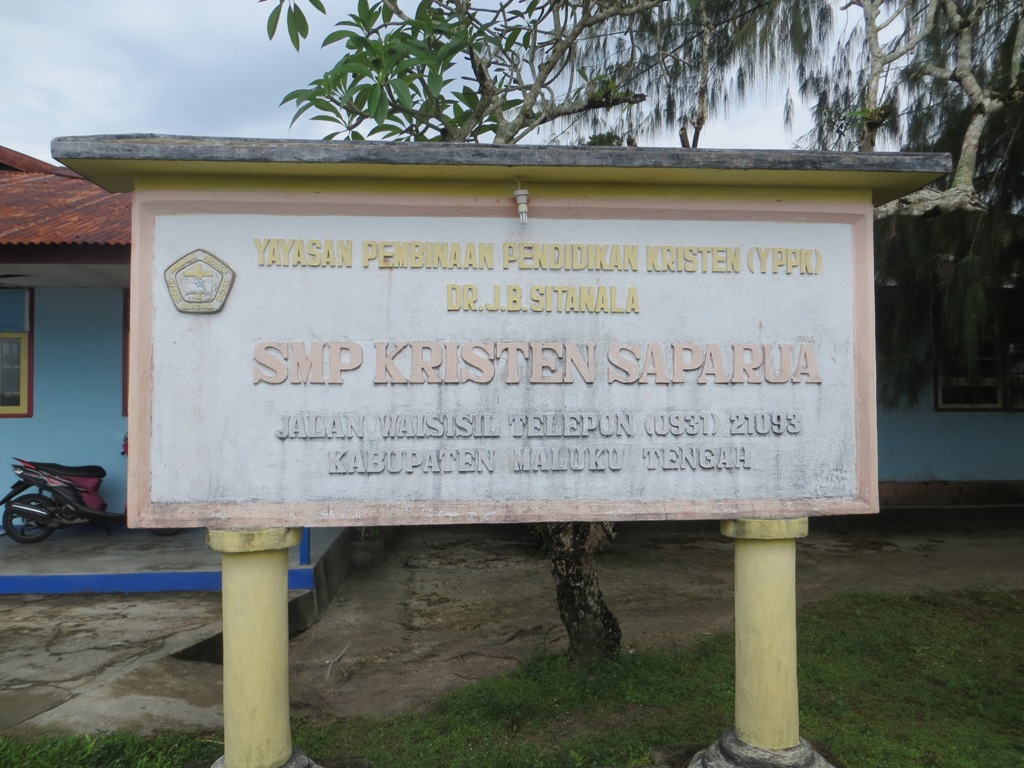 YAYASAN PEMBINAAN PENDIDIKAN KRISTEN (YPPK)
DR.J.B.SITANALA
SMP KRISTEN SAPARUA
JALAN WAISISIL TELEPON (0931) 21093
KABUPATEN MALUKU TENGAH